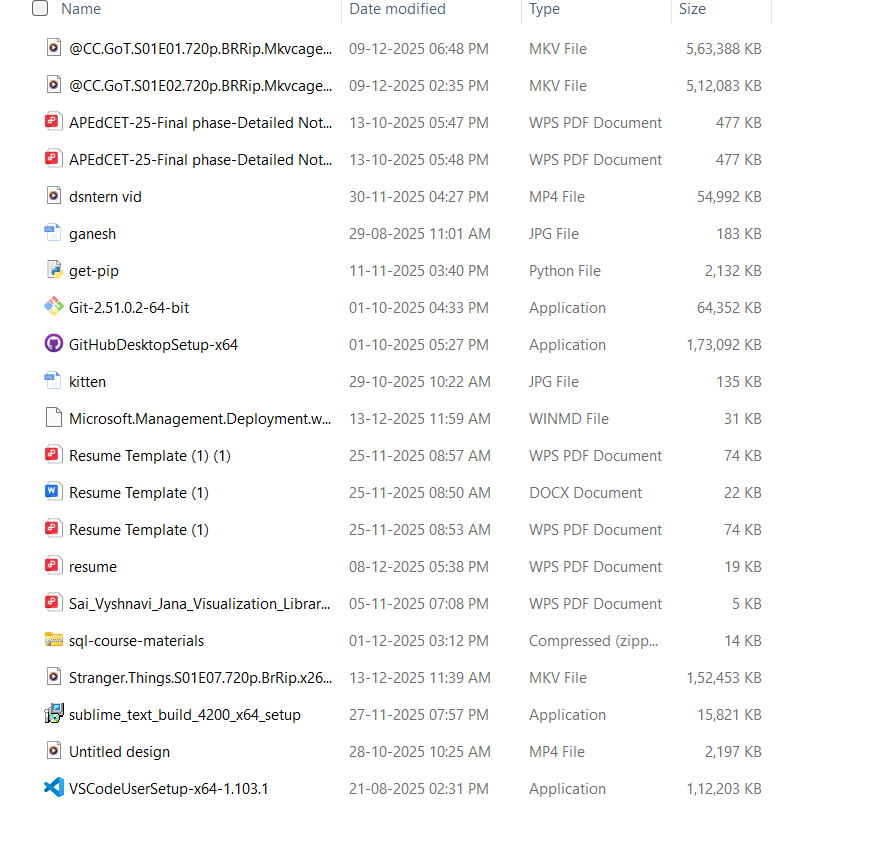 Name Date modified Type Size
@CC.GoT.S01E01.720p.BRRip.Mkvcage... 09-12-2025 06:48 PM MKV File 5,63,388 KB
@CC.GoT.S01E02.720p.BRRip.Mkvcage... 09-12-2025 02:35 PM MKV File 5,12,083 KB
APEdCET-25-Final phase-Detailed Not... 13-10-2025 05:47 PM WPS PDF Document 477 KB
APEdCET-25-Final phase-Detailed Not... 13-10-2025 05:48 PM WPS PDF Document 477 KB
dsntern vid 30-11-2025 04:27 PM MP4 File 54,992 KB
ganesh 29-08-2025 11:01 AM JPG File 183 KB
get-pip 11-11-2025 03:40 PM Python File 2,132 KB
Git-2.51.0.2-64-bit 01-10-2025 04:33 PM Application 64,352 KB
GitHubDesktopSetup-x64 01-10-2025 05:27 PM Application 1,73,092 KB
kitten 29-10-2025 10:22 AM JPG File 135 KB
Microsoft.Management.Deployment.w... 13-12-2025 11:59 AM WINMD File 31 KB
Resume Template (1) (1) 25-11-2025 08:57 AM WPS PDF Document 74 KB
Resume Template (1) 25-11-2025 08:50 AM DOCX Document 22 KB
Resume Template (1) 25-11-2025 08:53 AM WPS PDF Document 74 KB
resume 08-12-2025 05:38 PM WPS PDF Document 19 KB
Sai_Vyshnavi_Jana_Visualization_Librar... 05-11-2025 07:08 PM WPS PDF Document 5 KB
sql-course-materials 01-12-2025 03:12 PM Compressed (zipp... 14 KB
Stranger.Things.S01E07.720p.BrRip.x26... 13-12-2025 11:39 AM MKV File 1,52,453 KB
sublime_text_build_4200_x64_setup 27-11-2025 07:57 PM Application 15,821 KB
Untitled design 28-10-2025 10:25 AM MP4 File 2,197 KB
VSCodeUserSetup-x64-1.103.1 21-08-2025 02:31 PM Application 1,12,203 KB